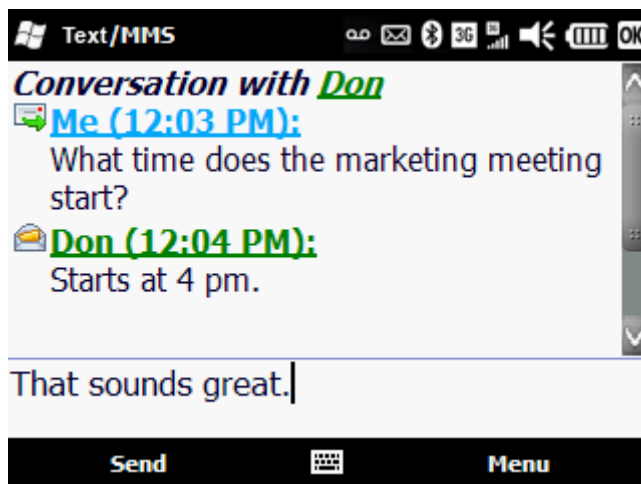 Text/MMS 3G OK
Conversation with Don
Me (12:03 PM):
What time does the marketing meeting
start?
Don (12:04 PM):
Starts at 4 pm.
That sounds great.
Send Menu